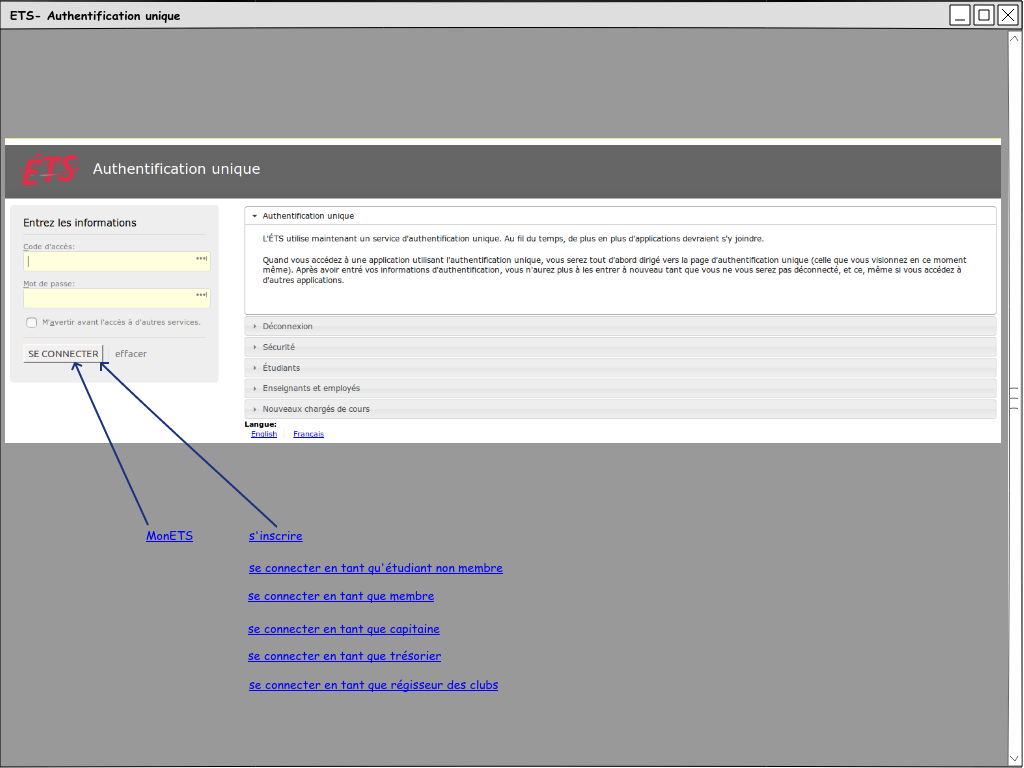 ETS- Authentification unique
ÉTS Authentification unique
Entrez les informations
Code d'accès:
Mot de passe:
M'avertir avant l'accès à d'autres services.
SE CONNECTER effacer
Authentification unique
L'ÉTS utilise maintenant un service d'authentification unique. Au fil du temps, de plus en plus d'applications devraient s'y joindre.
Quand vous accédez à une application utilisant l'authentification unique, vous serez tout d'abord dirigé vers la page d'authentification unique (celle que vous visionnez en ce moment
même). Après avoir entré vos informations d'authentification, vous n'aurez plus à les entrer à nouveau tant que vous ne vous serez pas déconnecté, et ce, même si vous accédez à
d'autres applications.
Déconnexion
Sécurité
Étudiants
Enseignants et employés
Nouveaux chargés de cours
Langue:
English Français
MonETS s'inscrire
se connecter en tant qu'étudiant non membre
se connecter en tant que membre
se connecter en tant que capitaine
se connecter en tant que trésorier
se connecter en tant que régisseur des clubs